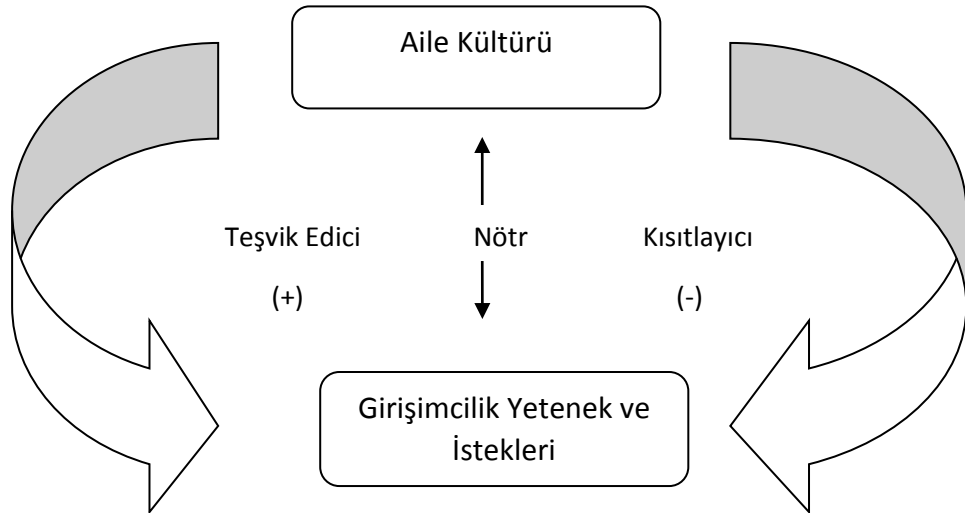 Aile Kültürü
Teşvik Edici Nötr Kısıtlayıcı
(+) (-)
Girişimcilik Yetenek ve
İstekleri